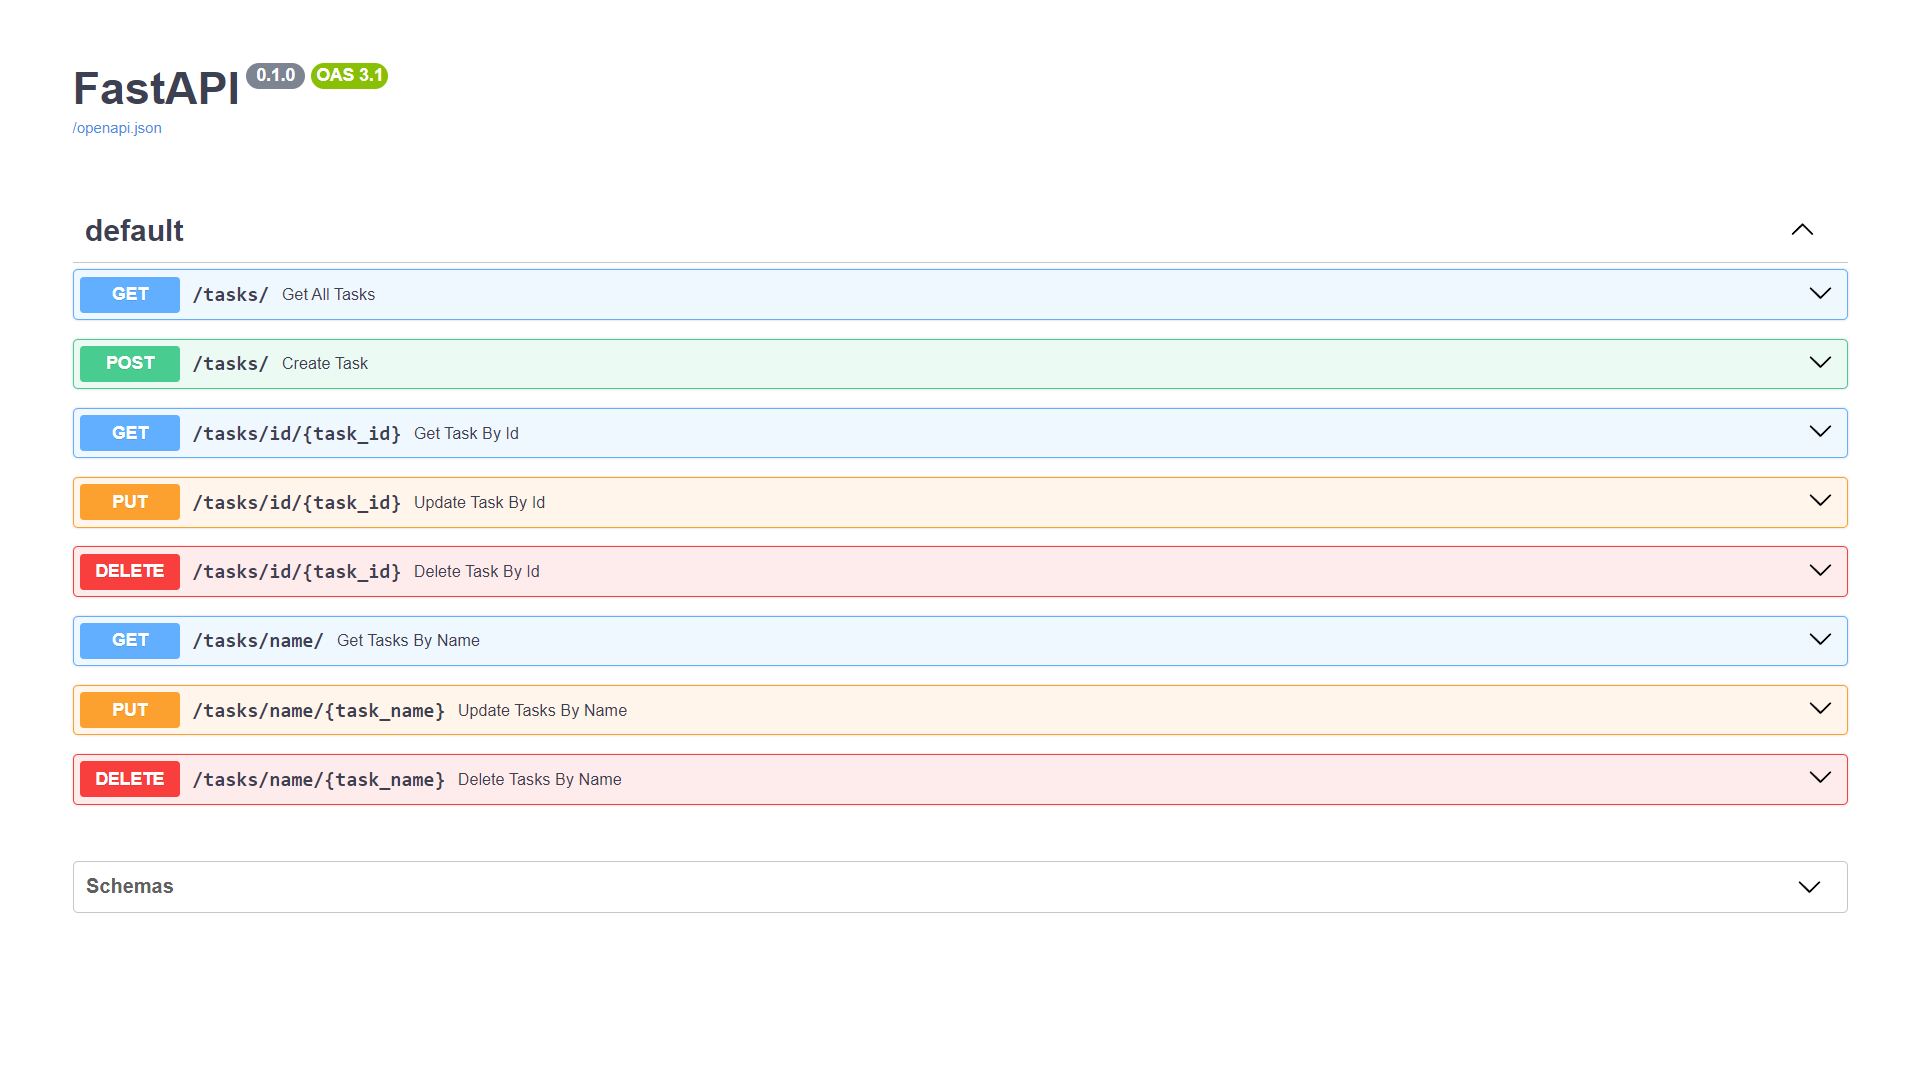 FastAPI 0.1.0 OAS 3.1
/openapi.json
default
GET /tasks/ Get All Tasks
POST /tasks/ Create Task
GET /tasks/id/{task_id} Get Task By Id
PUT /tasks/id/{task_id} Update Task By Id
DELETE /tasks/id/{task_id} Delete Task By Id
GET /tasks/name/ Get Tasks By Name
PUT /tasks/name/{task_name} Update Tasks By Name
DELETE /tasks/name/{task_name} Delete Tasks By Name
Schemas